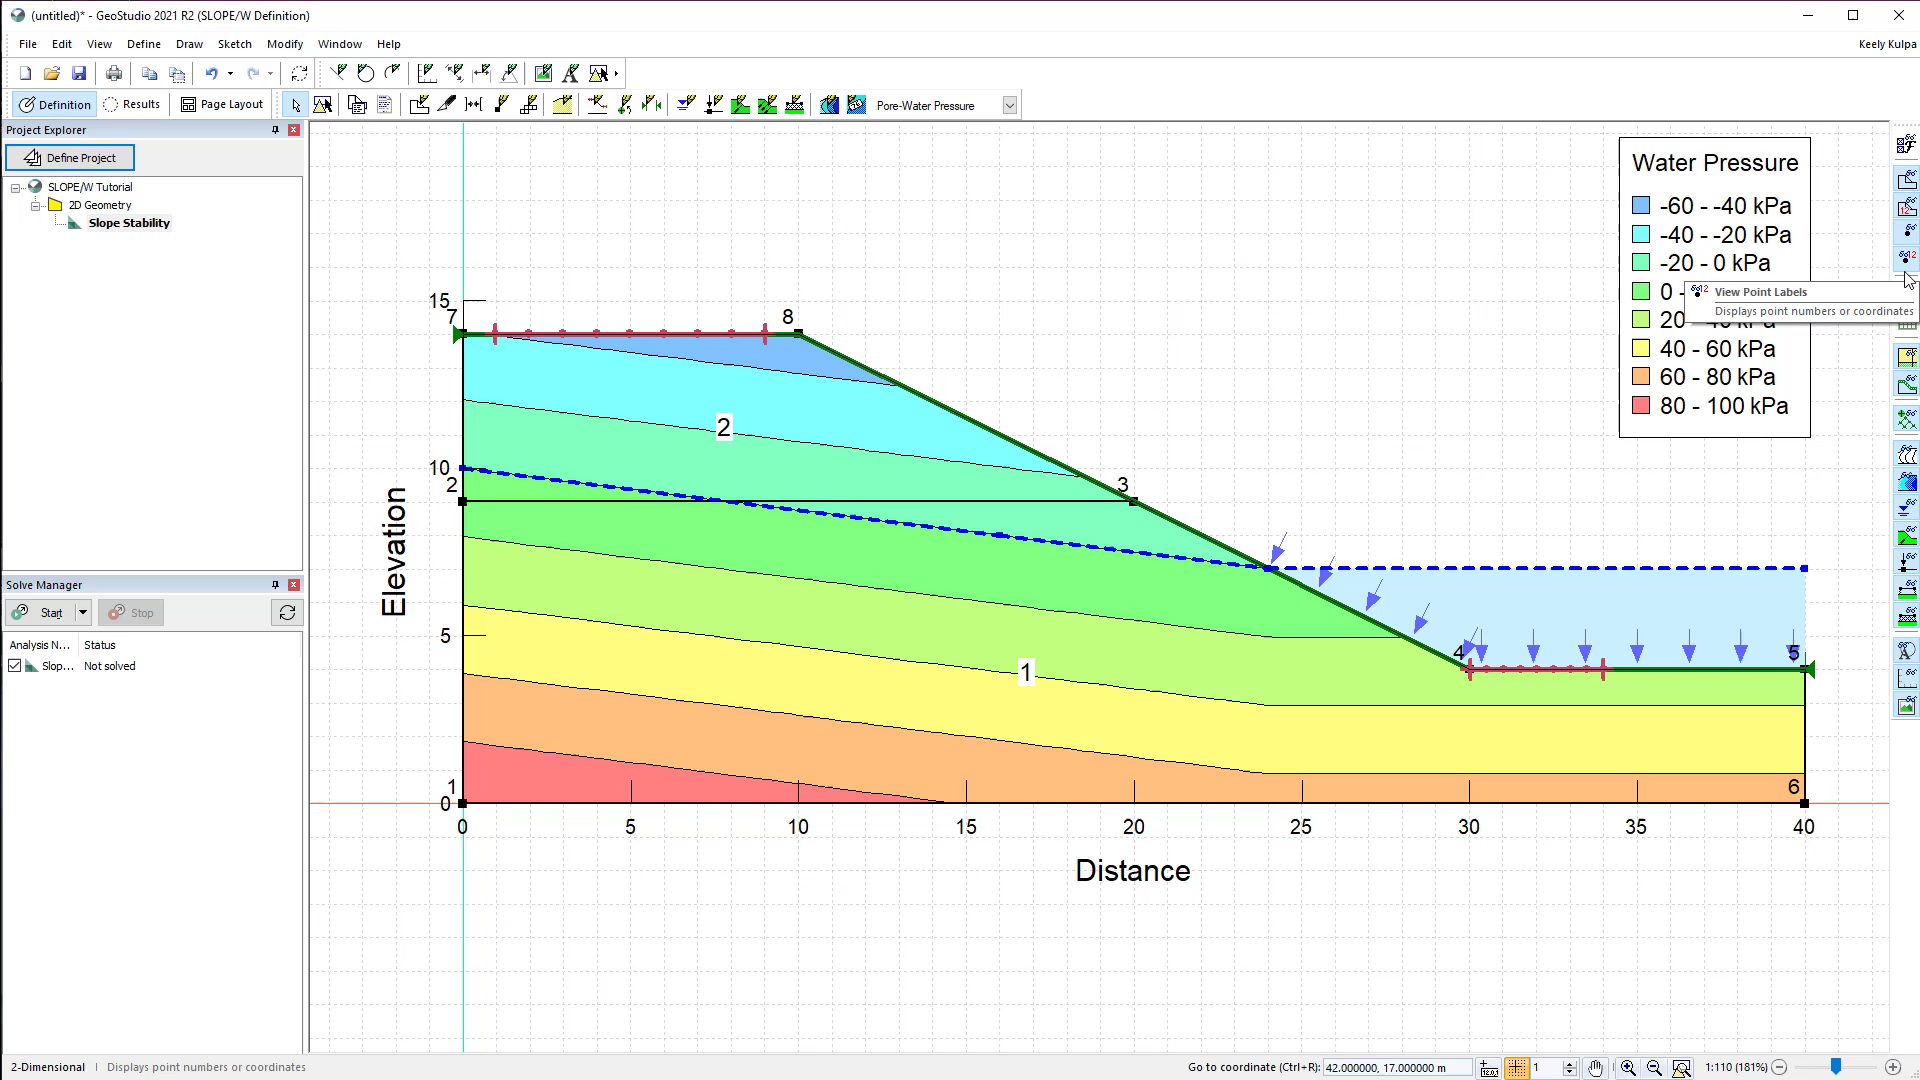 (untitled)* - GeoStudio 2021 R2 (SLOPE/W Definition)
File Edit View Define Draw Sketch Modify Window Help
Keely Kulpa
Definition Results Page Layout
Pore-Water Pressure
Project Explorer
Define Project
SLOPE/W Tutorial
2D Geometry
Slope Stability
Solve Manager
Start Stop
Analysis N... Status
Slop... Not solved
Water Pressure
-60 - -40 kPa
-40 - -20 kPa
-20 - 0 kPa
0 -
20
40 - 60 kPa
60 - 80 kPa
80 - 100 kPa
View Point Labels
Displays point numbers or coordinates
15
7
8
2
10
2
3
Elevation
5
4
5
1
1
0
6
0 5 10 15 20 25 30 35 40
Distance
2-Dimensional Displays point numbers or coordinates
Go to coordinate (Ctrl+R): 42.000000, 17.000000 m
1
1:110 (181%)